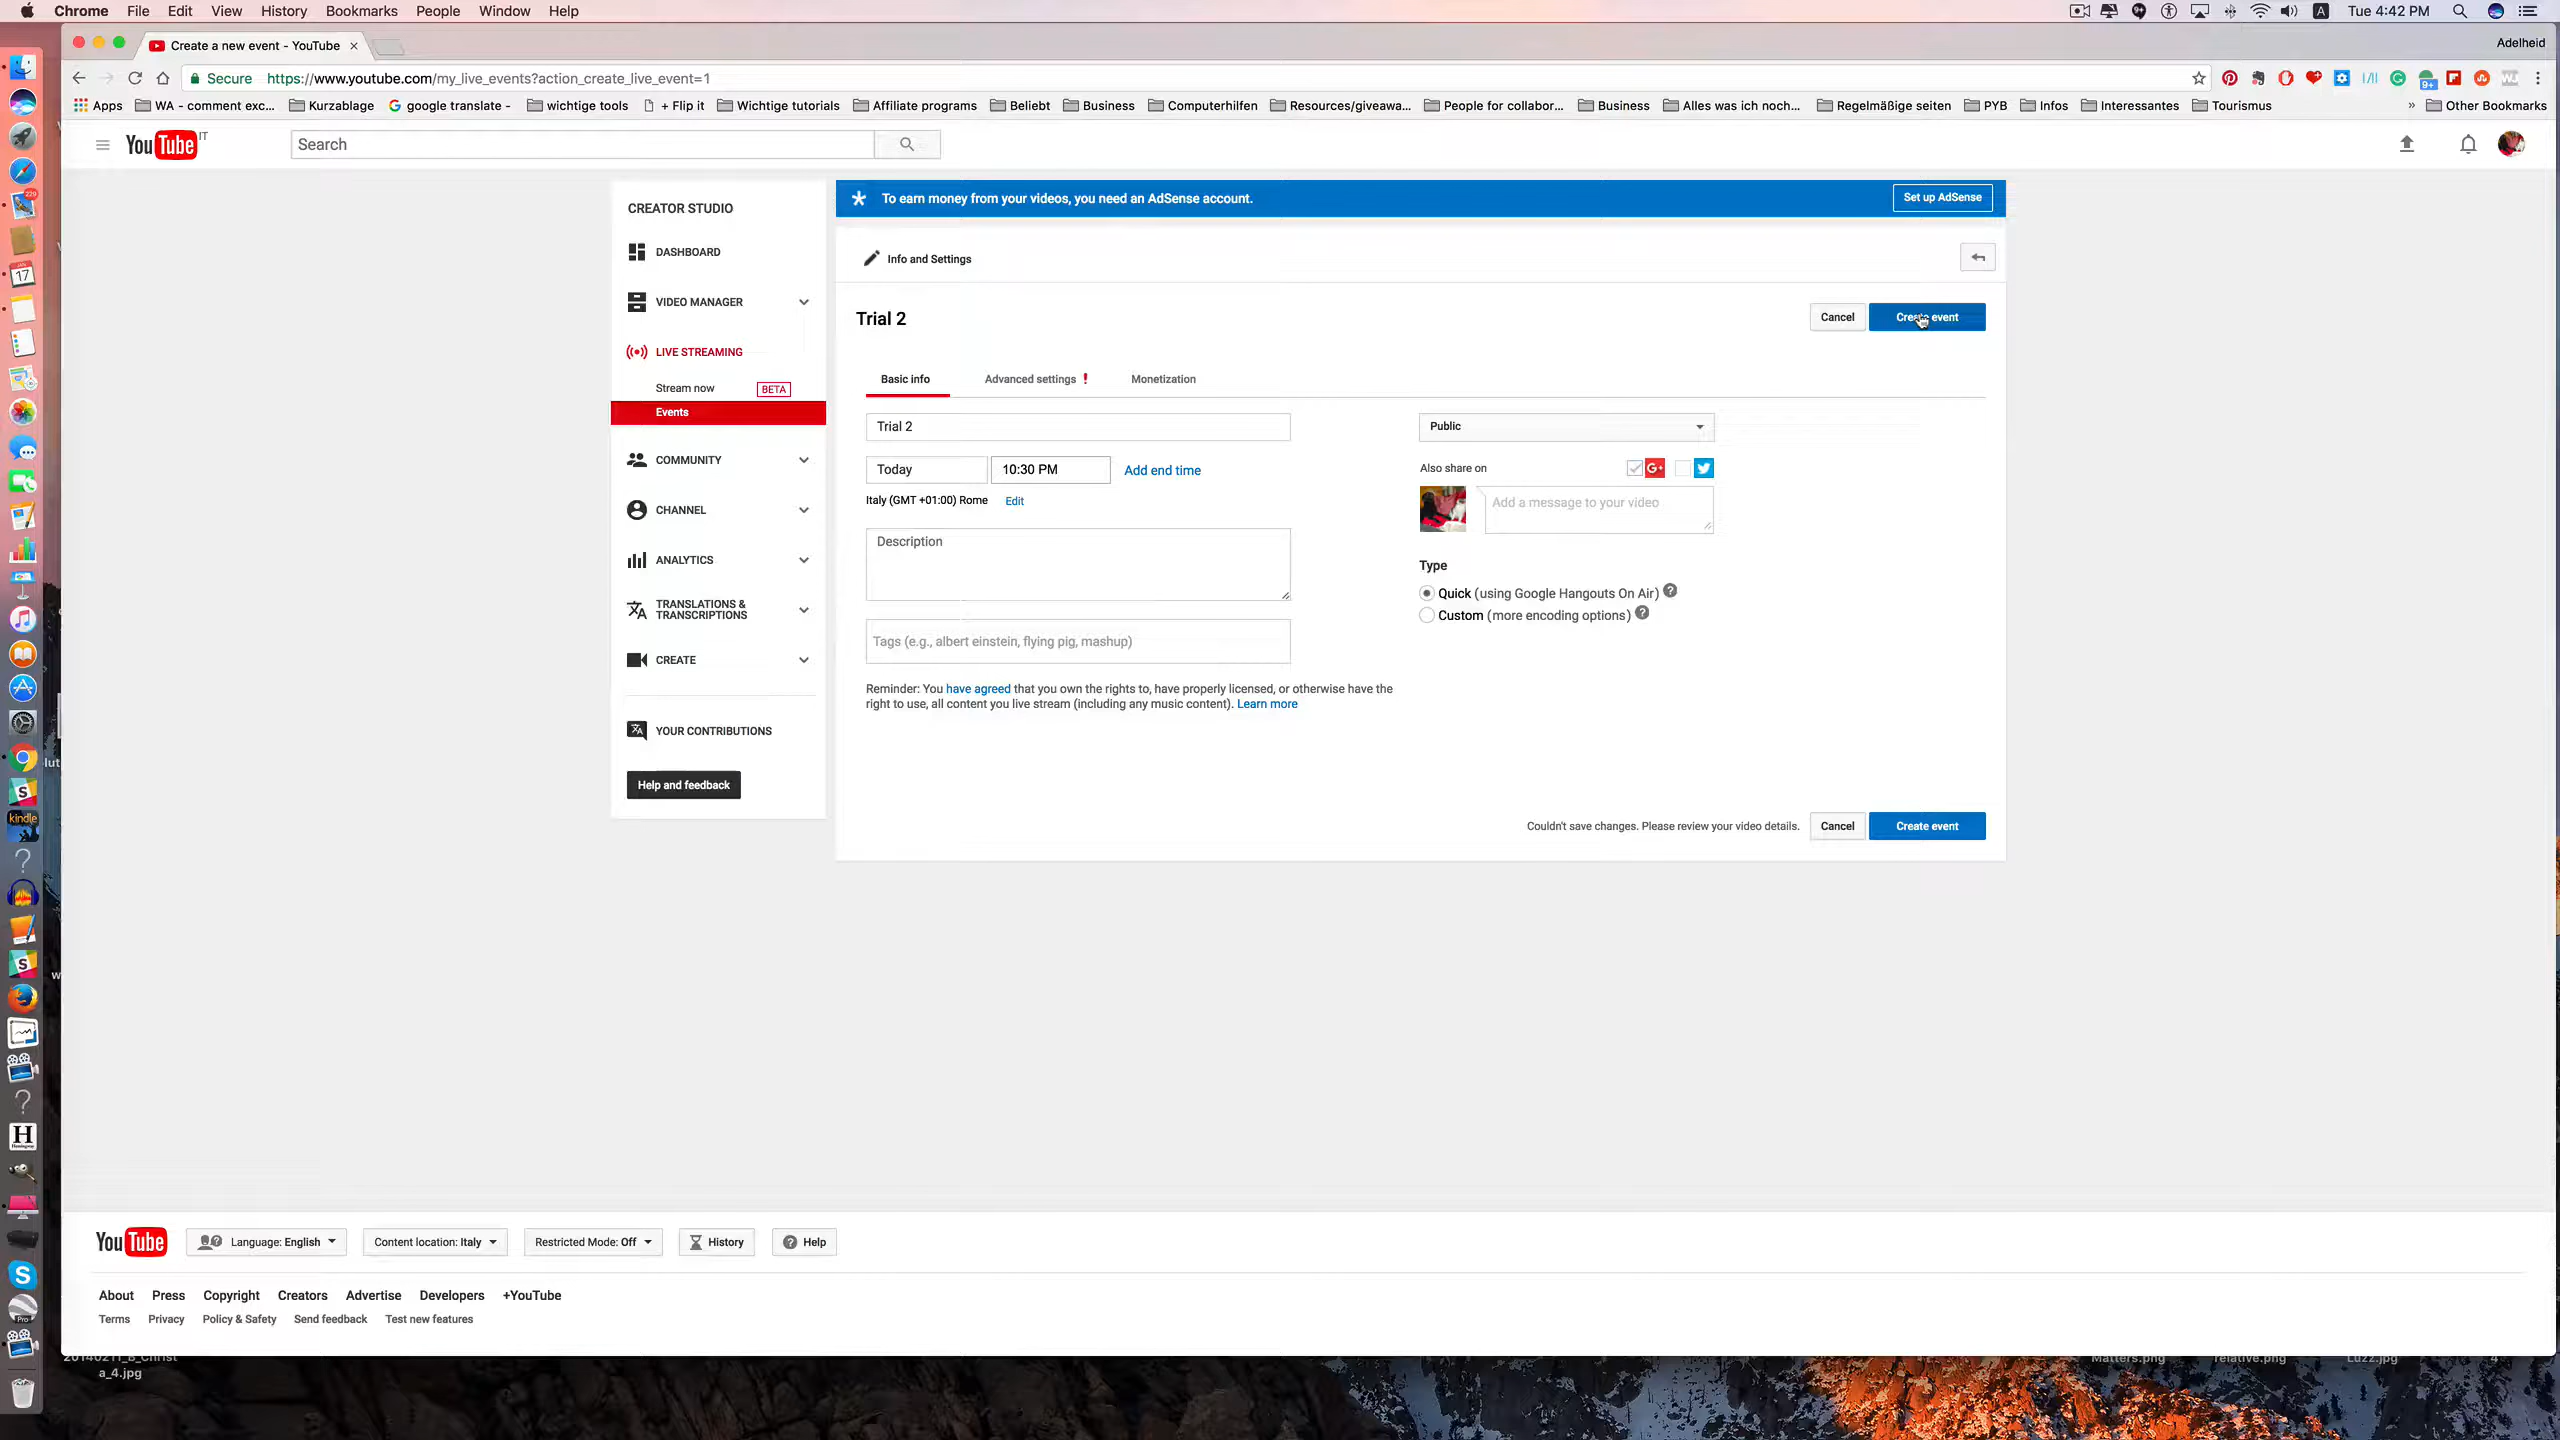 Chrome File Edit View History Bookmarks People Window Help
Tue 4:42 PM
Create a new event - YouTube
Adelheid
Secure https://www.youtube.com/my_live_events?action_create_live_event=1
Apps WA - comment exc... Kurzablage google translate - wichtige tools + Flip it Wichtige tutorials Affiliate programs Beliebt Business Computerhilfen Resources/giveawa... People for collabor... Business Alles was ich noch... Regelmäßige seiten PYB Infos Interessantes Tourismus » Other Bookmarks
YouTube IT
Search
CREATOR STUDIO
DASHBOARD
VIDEO MANAGER
LIVE STREAMING
Stream now BETA
Events
COMMUNITY
CHANNEL
ANALYTICS
TRANSLATIONS &
TRANSCRIPTIONS
CREATE
YOUR CONTRIBUTIONS
Help and feedback
To earn money from your videos, you need an AdSense account.
Set up AdSense
Info and Settings
Trial 2
Cancel Create event
Basic info Advanced settings ! Monetization
Trial 2
Today 10:30 PM Add end time
Italy (GMT +01:00) Rome Edit
Description
Tags (e.g., albert einstein, flying pig, mashup)
Reminder: You have agreed that you own the rights to, have properly licensed, or otherwise have the
right to use, all content you live stream (including any music content). Learn more
Public
Also share on G+
Add a message to your video
Type
Quick (using Google Hangouts On Air) ?
Custom (more encoding options) ?
Couldn't save changes. Please review your video details. Cancel Create event
YouTube Language: English Content location: Italy Restricted Mode: Off History Help
About Press Copyright Creators Advertise Developers +YouTube
Terms Privacy Policy & Safety Send feedback Test new features
229
17
kindle
a_4.jpg
Matters.png relative.png Luzz.jpg